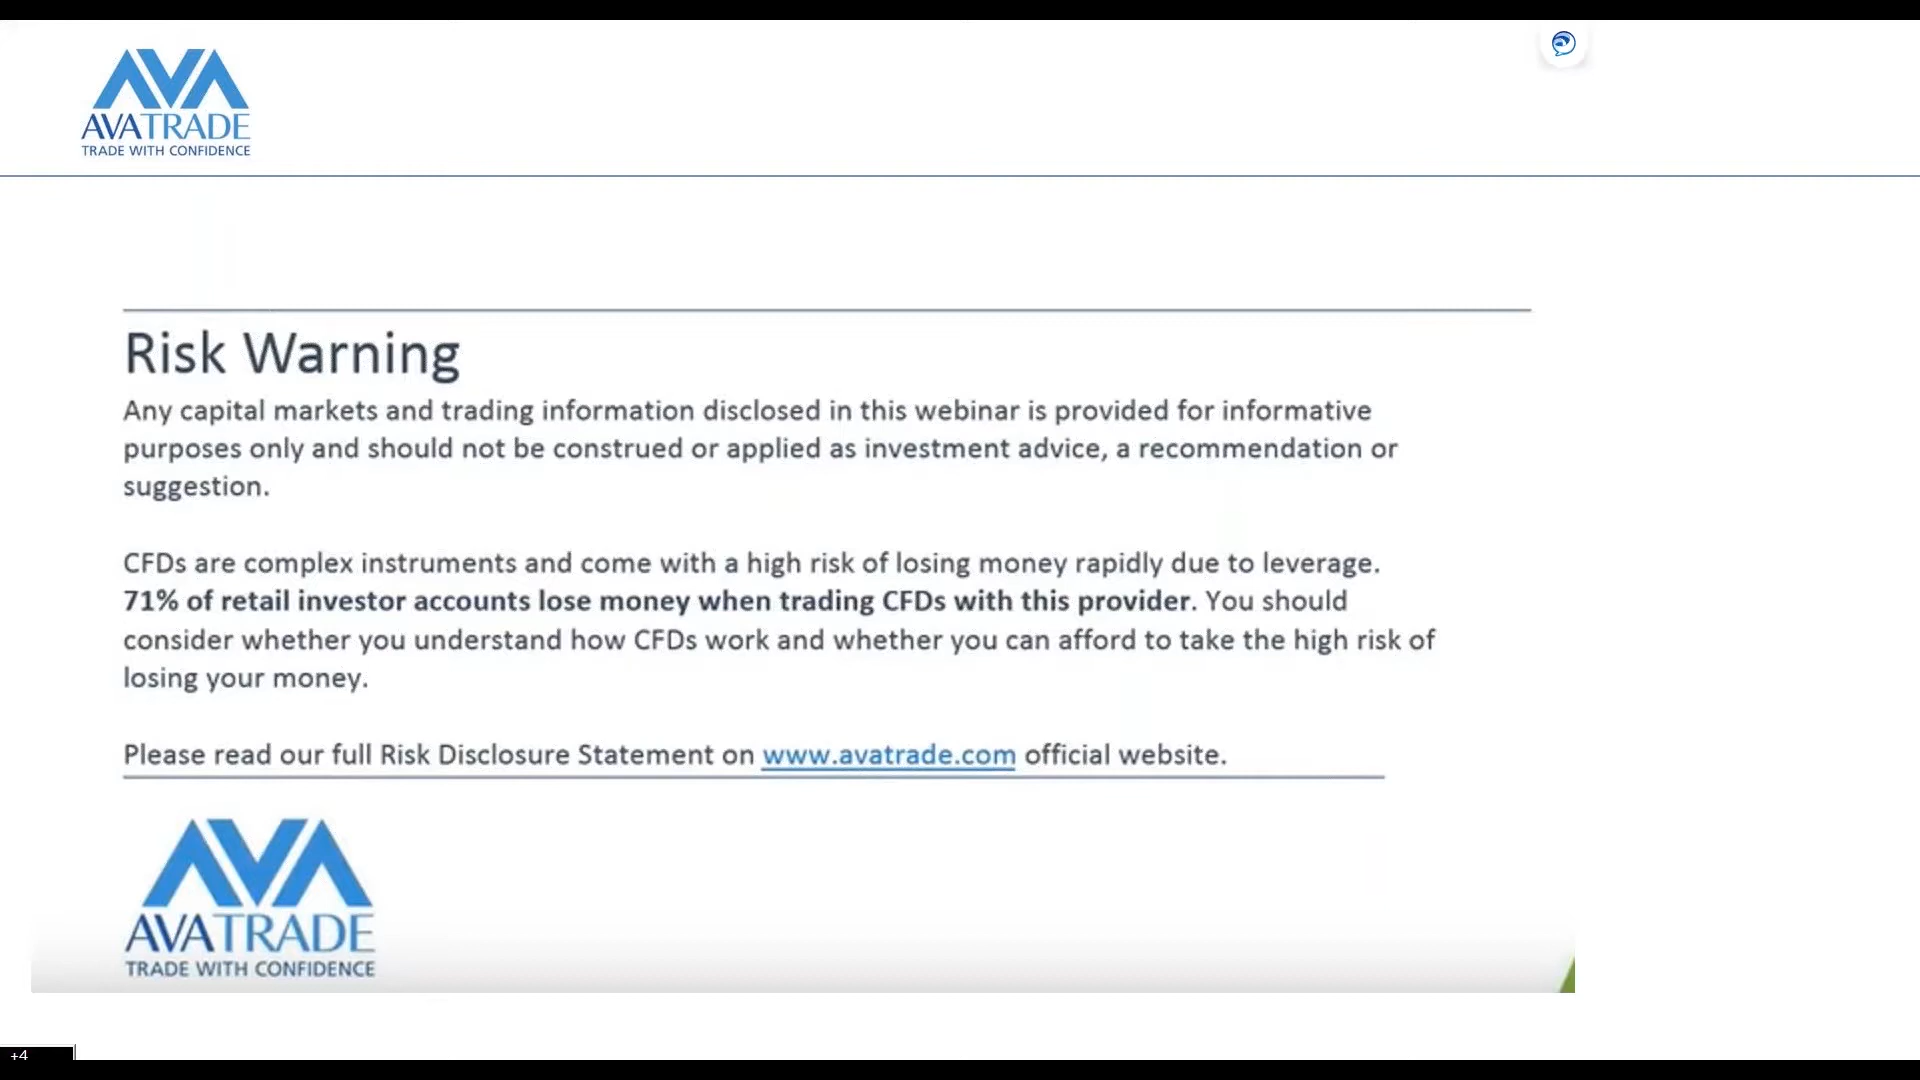 AVATRADE
TRADE WITH CONFIDENCE
Risk Warning
Any capital markets and trading information disclosed in this webinar is provided for informative
purposes only and should not be construed or applied as investment advice, a recommendation or
suggestion.
CFDs are complex instruments and come with a high risk of losing money rapidly due to leverage.
71% of retail investor accounts lose money when trading CFDs with this provider. You should
consider whether you understand how CFDs work and whether you can afford to take the high risk of
losing your money.
Please read our full Risk Disclosure Statement on www.avatrade.com official website.
AVATRADE
TRADE WITH CONFIDENCE
+4